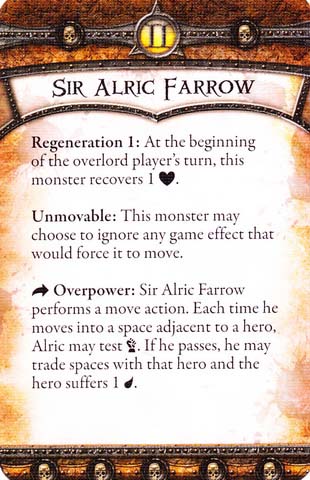 III
SIR ALRIC FARROW
Regeneration 1: At the beginning
of the overlord player's turn, this
monster recovers 1 .
Unmovable: This monster may
choose to ignore any game effect that
would force it to move.
Overpower: Sir Alric Farrow
performs a move action. Each time he
moves into a space adjacent to a hero,
Alric may test . If he passes, he may
trade spaces with that hero and the
hero suffers 1 .